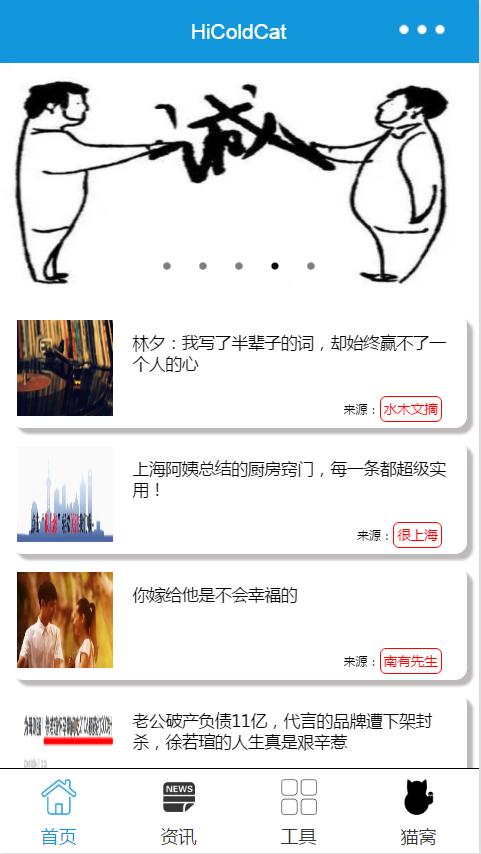 HiColdCat
诚
林夕：我写了半辈子的词，却始终赢不了一
个人的心
来源：水木文摘
上海阿姨总结的厨房窍门，每一条都超级实
用！
来源：很上海
你嫁给他是不会幸福的
来源：南有先生
老公破产负债11亿，代言的品牌遭下架封
杀，徐若瑄的人生真是艰辛惹
NEWS
首页
资讯
工具
猫窝